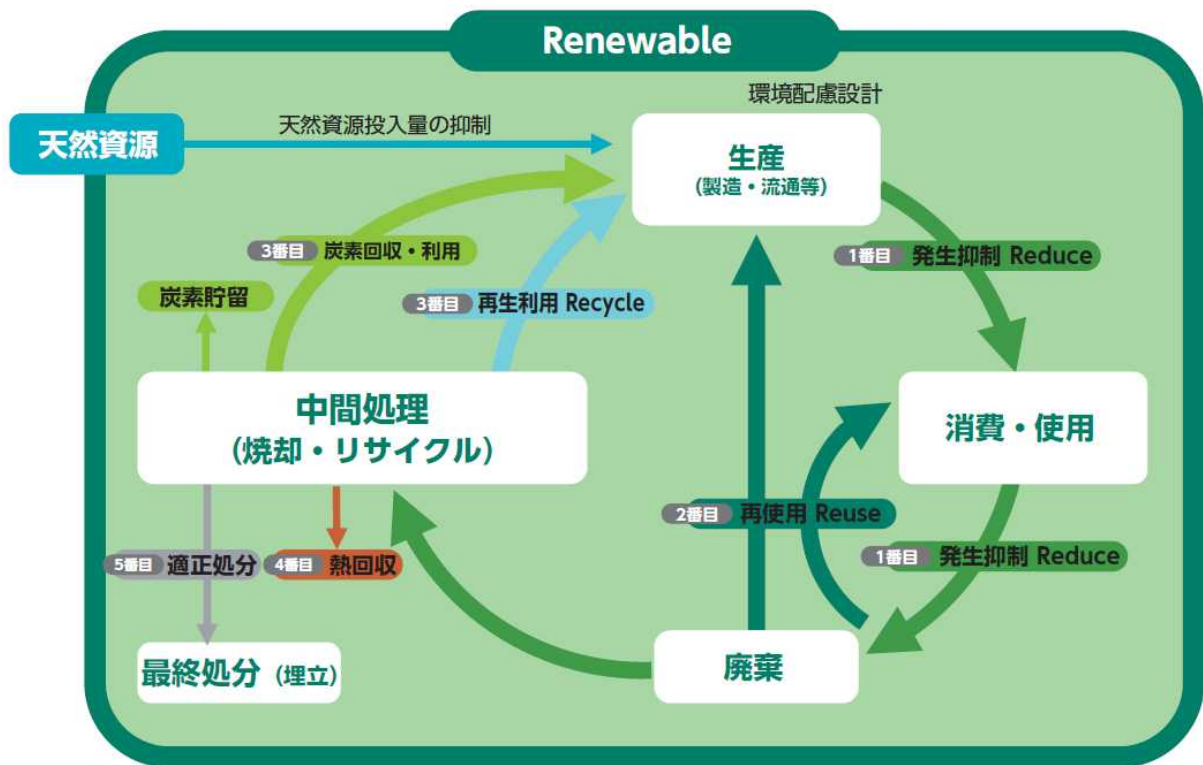 Renewable
環境配慮設計
天然資源
天然資源投入量の抑制
生産
(製造・流通等)
3番目 炭素回収・利用
1番目 発生抑制 Reduce
炭素貯留
3番目 再生利用 Recycle
中間処理
(焼却・リサイクル)
消費・使用
2番目 再使用 Reuse
5番目 適正処分
4番目 熱回収
1番目 発生抑制 Reduce
最終処分 (埋立)
廃棄